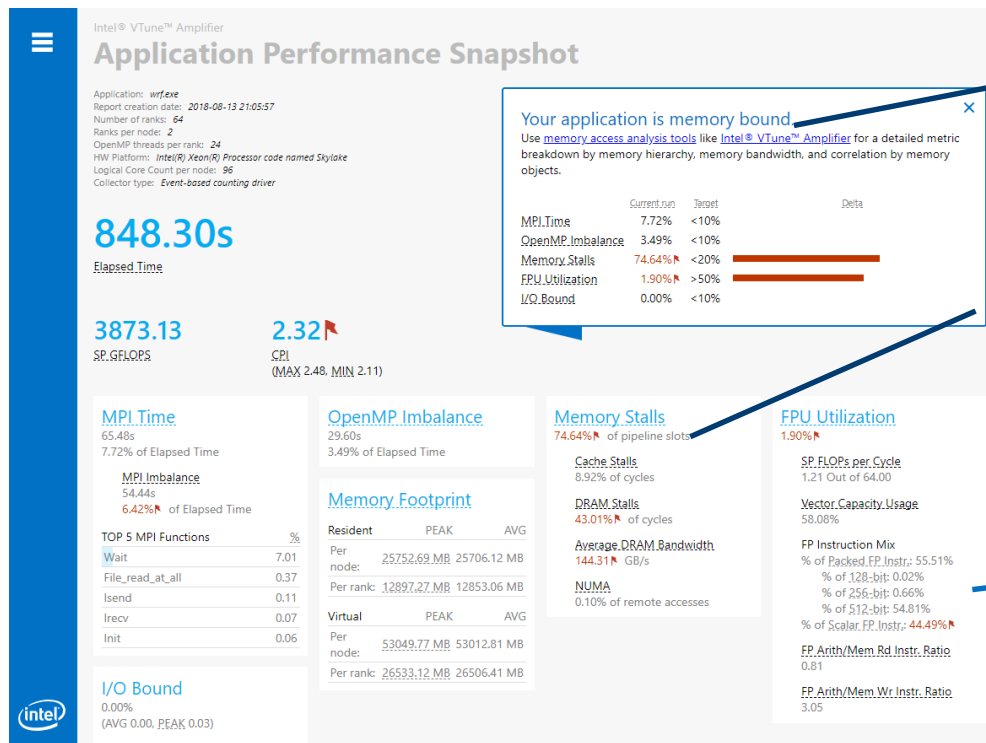 Intel® VTune™ Amplifier
Application Performance Snapshot
Application: wrf.exe
Report creation date: 2018-08-13 21:05:57
Number of ranks: 64
Ranks per node: 2
OpenMP threads per rank: 24
HW Platform: Intel(R) Xeon(R) Processor code named Skylake
Logical Core Count per node: 96
Collector type: Event-based counting driver
848.30s
Elapsed Time
3873.13
SP GFLOPS
2.32
CPI
(MAX 2.48, MIN 2.11)
Your application is memory bound.
Use memory access analysis tools like Intel® VTune™ Amplifier for a detailed metric
breakdown by memory hierarchy, memory bandwidth, and correlation by memory
objects.
Current run Target Delta
MPI Time 7.72% <10%
OpenMP Imbalance 3.49% <10%
Memory Stalls 74.64% <20%
FPU Utilization 1.90% >50%
I/O Bound 0.00% <10%
MPI Time
65.48s
7.72% of Elapsed Time
MPI Imbalance
54.44s
6.42% of Elapsed Time
TOP 5 MPI Functions %
Wait 7.01
File_read_at_all 0.37
Isend 0.11
Irecv 0.07
Init 0.06
I/O Bound
0.00%
(AVG 0.00, PEAK 0.03)
OpenMP Imbalance
29.60s
3.49% of Elapsed Time
Memory Footprint
Resident PEAK AVG
Per
node: 25752.69 MB 25706.12 MB
Per rank: 12897.27 MB 12853.06 MB
Virtual PEAK AVG
Per
node: 53049.77 MB 53012.81 MB
Per rank: 26533.12 MB 26506.41 MB
Memory Stalls
74.64% of pipeline slots
Cache Stalls
8.92% of cycles
DRAM Stalls
43.01% of cycles
Average DRAM Bandwidth
144.31 GB/s
NUMA
0.10% of remote accesses
FPU Utilization
1.90%
SP FLOPs per Cycle
1.21 Out of 64.00
Vector Capacity Usage
58.08%
FP Instruction Mix
% of Packed FP Instr.: 55.51%
% of 128-bit: 0.02%
% of 256-bit: 0.66%
% of 512-bit: 54.81%
% of Scalar FP Instr.: 44.49%
FP Arith/Mem Rd Instr. Ratio
0.81
FP Arith/Mem Wr Instr. Ratio
3.05
intel